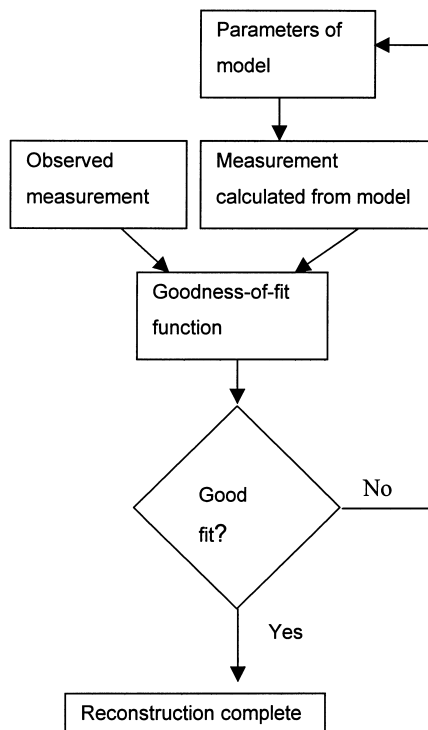 Parameters of
model
Observed
measurement
Measurement
calculated from model
Goodness-of-fit
function
Good
fit?
No
Yes
Reconstruction complete